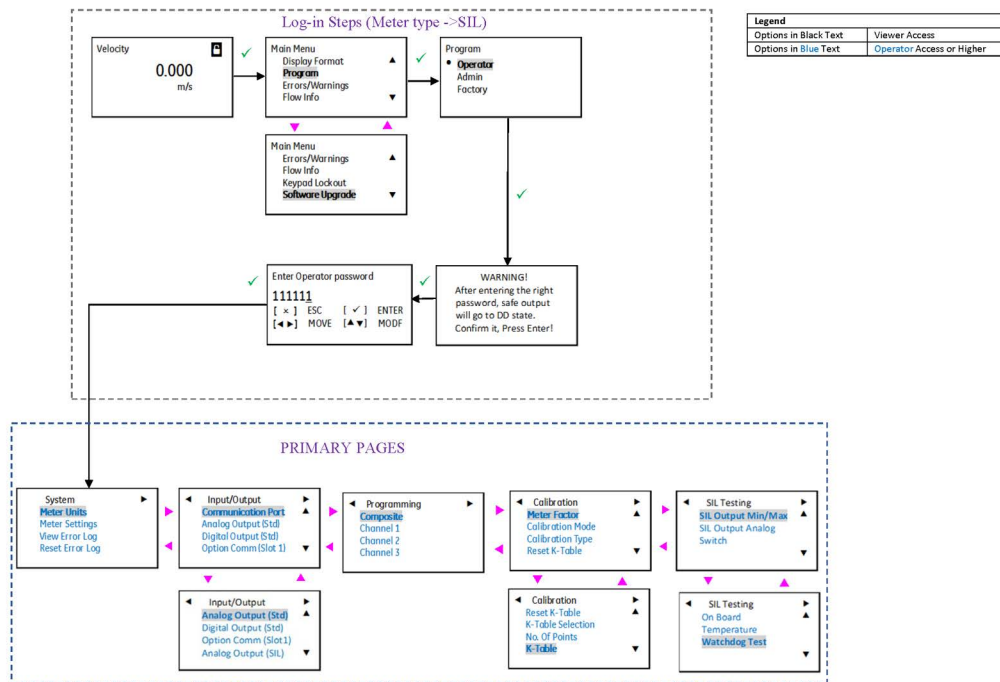 Log-in Steps (Meter type ->SIL)
Legend
Options in Black Text Viewer Access
Options in Blue Text Operator Access or Higher
Velocity
0.000
m/s
Main Menu
Display Format
Program
Errors/Warnings
Flow Info
Program
Operator
Admin
Factory
Main Menu
Errors/Warnings
Flow Info
Keypad Lockout
Software Upgrade
Enter Operator password
111111
[ × ] ESC [ ✓ ] ENTER
[◄ ►] MOVE [▲▼] MODF
WARNING!
After entering the right
password, safe output
will go to DD state.
Confirm it, Press Enter!
PRIMARY PAGES
System
Meter Units
Meter Settings
View Error Log
Reset Error Log
Input/Output
Communication Port
Analog Output (Std)
Digital Output (Std)
Option Comm (Slot 1)
Programming
Composite
Channel 1
Channel 2
Channel 3
Calibration
Meter Factor
Calibration Mode
Calibration Type
Reset K-Table
SIL Testing
SIL Output Min/Max
SIL Output Analog
Switch
Input/Output
Analog Output (Std)
Digital Output (Std)
Option Comm (Slot1)
Analog Output (SIL)
Calibration
Reset K-Table
K-Table Selection
No. Of Points
K-Table
SIL Testing
On Board
Temperature
Watchdog Test